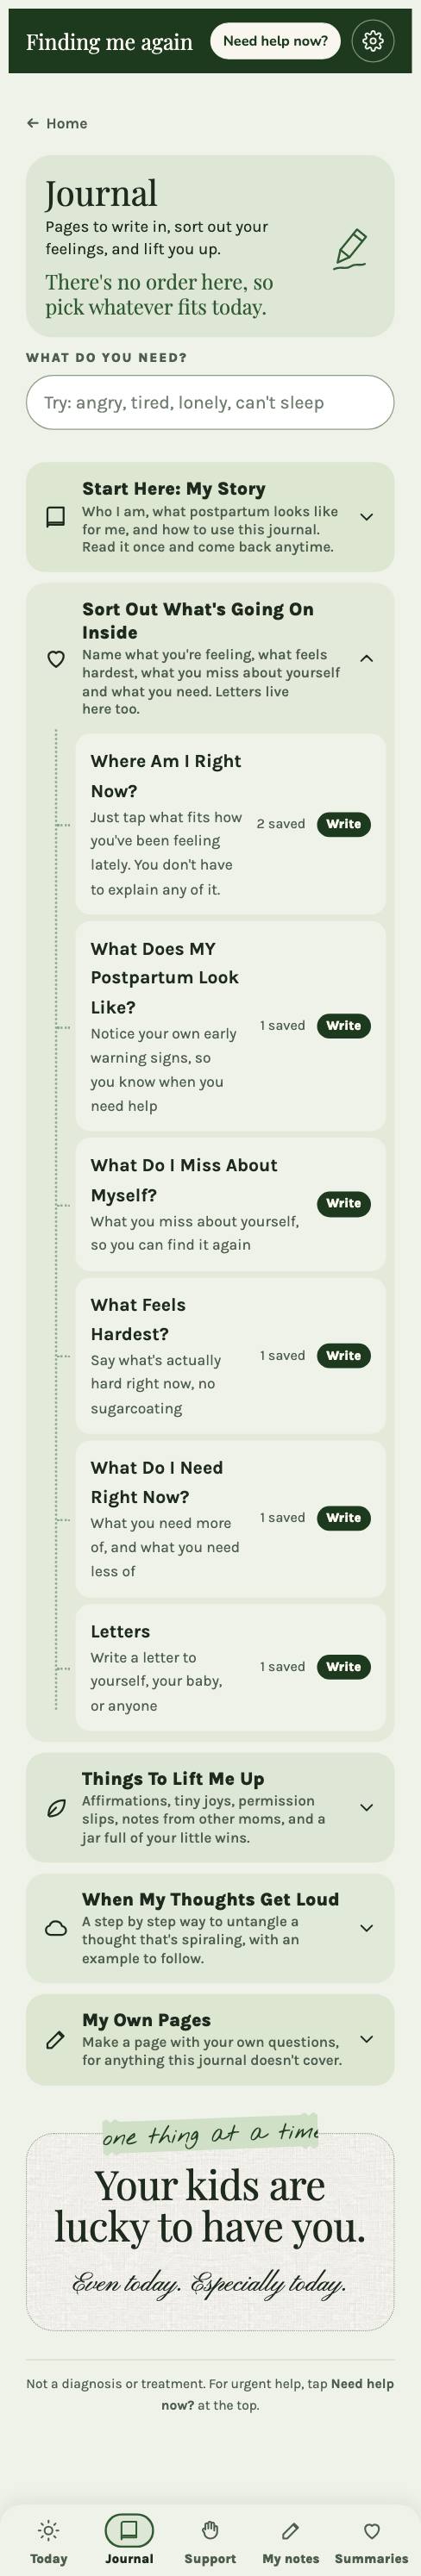 Finding me again
Need help now?
← Home
Journal
Pages to write in, sort out your
feelings, and lift you up.
There's no order here, so
pick whatever fits today.
WHAT DO YOU NEED?
Try: angry, tired, lonely, can't sleep
Start Here: My Story
Who I am, what postpartum looks like
for me, and how to use this journal.
Read it once and come back anytime.
Sort Out What's Going On
Inside
Name what you're feeling, what feels
hardest, what you miss about yourself
and what you need. Letters live
here too.
Where Am I Right
Now?
Just tap what fits how
you've been feeling
lately. You don't have
to explain any of it.
2 saved
Write
What Does MY
Postpartum Look
Like?
Notice your own early
warning signs, so
you know when you
need help
1 saved
Write
What Do I Miss About
Myself?
What you miss about yourself,
so you can find it again
Write
What Feels
Hardest?
Say what's actually
hard right now, no
sugarcoating
1 saved
Write
What Do I Need
Right Now?
What you need more
of, and what you need
less of
1 saved
Write
Letters
Write a letter to
yourself, your baby,
or anyone
1 saved
Write
Things To Lift Me Up
Affirmations, tiny joys, permission
slips, notes from other moms, and a
jar full of your little wins.
When My Thoughts Get Loud
A step by step way to untangle a
thought that's spiraling, with an
example to follow.
My Own Pages
Make a page with your own questions,
for anything this journal doesn't cover.
one thing at a time
Your kids are
lucky to have you.
Even today. Especially today.
Not a diagnosis or treatment. For urgent help, tap Need help
now? at the top.
Today
Journal
Support
My notes
Summaries